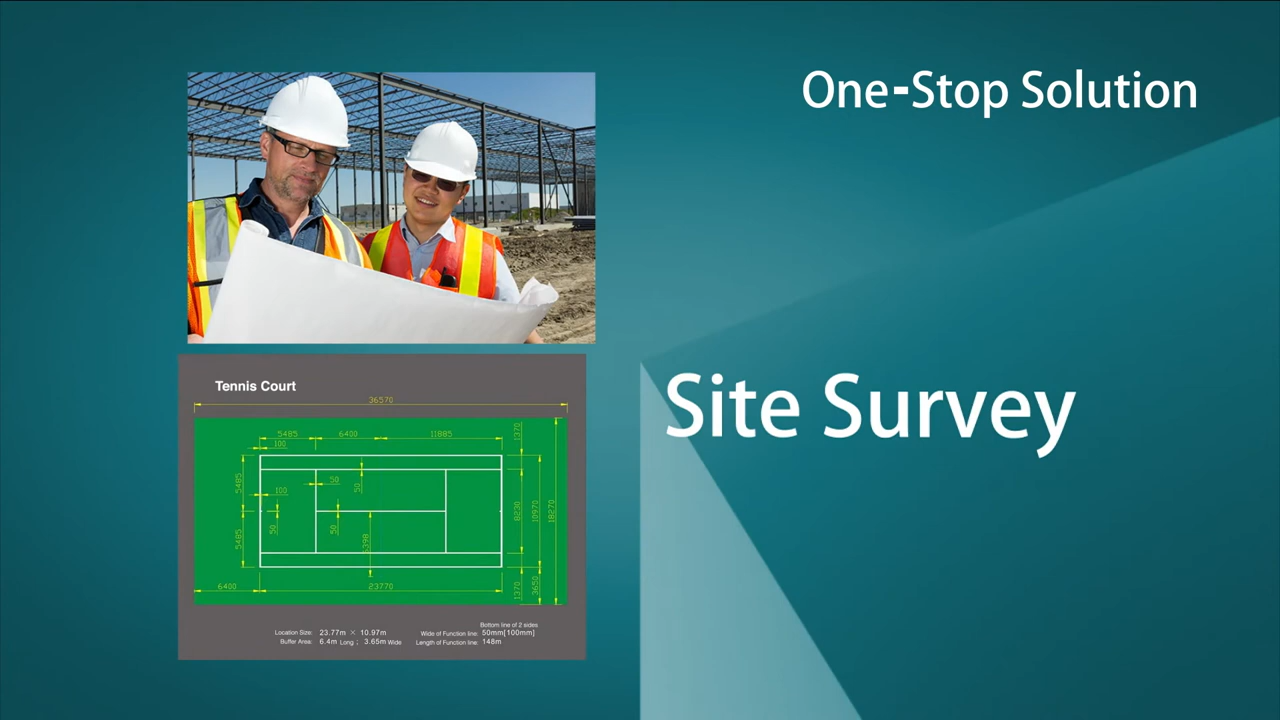 One-Stop Solution
Site Survey
Tennis Court
36570
5485 6400 11885 1370
100
50
50
5485
100
50
50
5485
6398
8230
10970
18270
6400 23770 1370 3650
Bottom line of 2 sides
Location Size: 23.77m × 10.97m Wide of Function line: 50mm[100mm]
Buffer Area: 6.4m Long ; 3.65m Wide Length of Function line: 148m